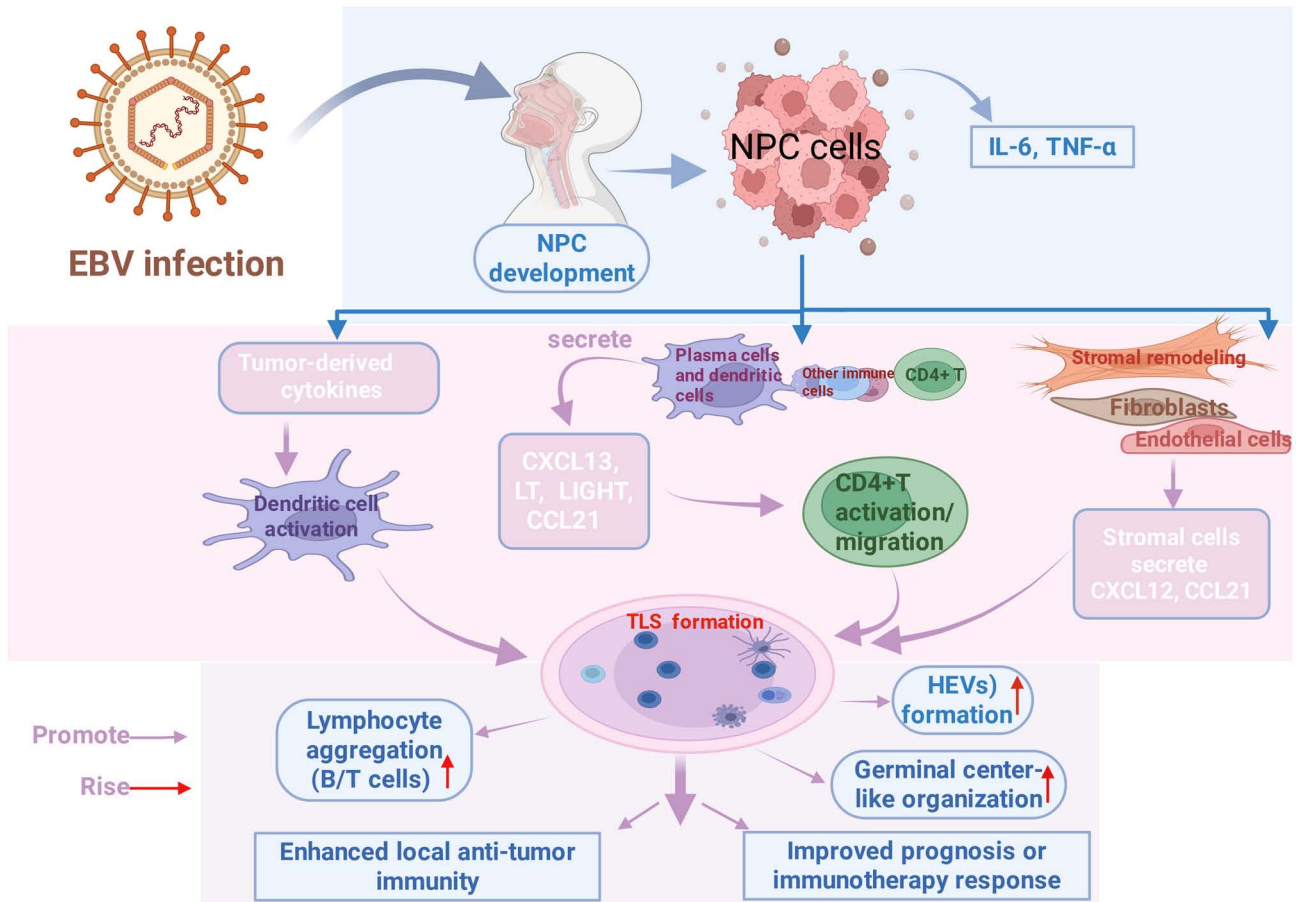 EBV infection
NPC
development
NPC cells
IL-6, TNF-α
Tumor-derived
cytokines
Dendritic cell
activation
secrete
Plasma cells
and dendritic
cells
Other immune
cells
CD4+ T
CXCL13,
LT, LIGHT,
CCL21
CD4+T
activation/
migration
Stromal remodeling
Fibroblasts
Endothelial cells
Stromal cells
secrete
CXCL12, CCL21
TLS formation
Promote
Rise
Lymphocyte
aggregation
(B/T cells)
HEVs)
formation
Germinal center-
like organization
Enhanced local anti-tumor
immunity
Improved prognosis or
immunotherapy response